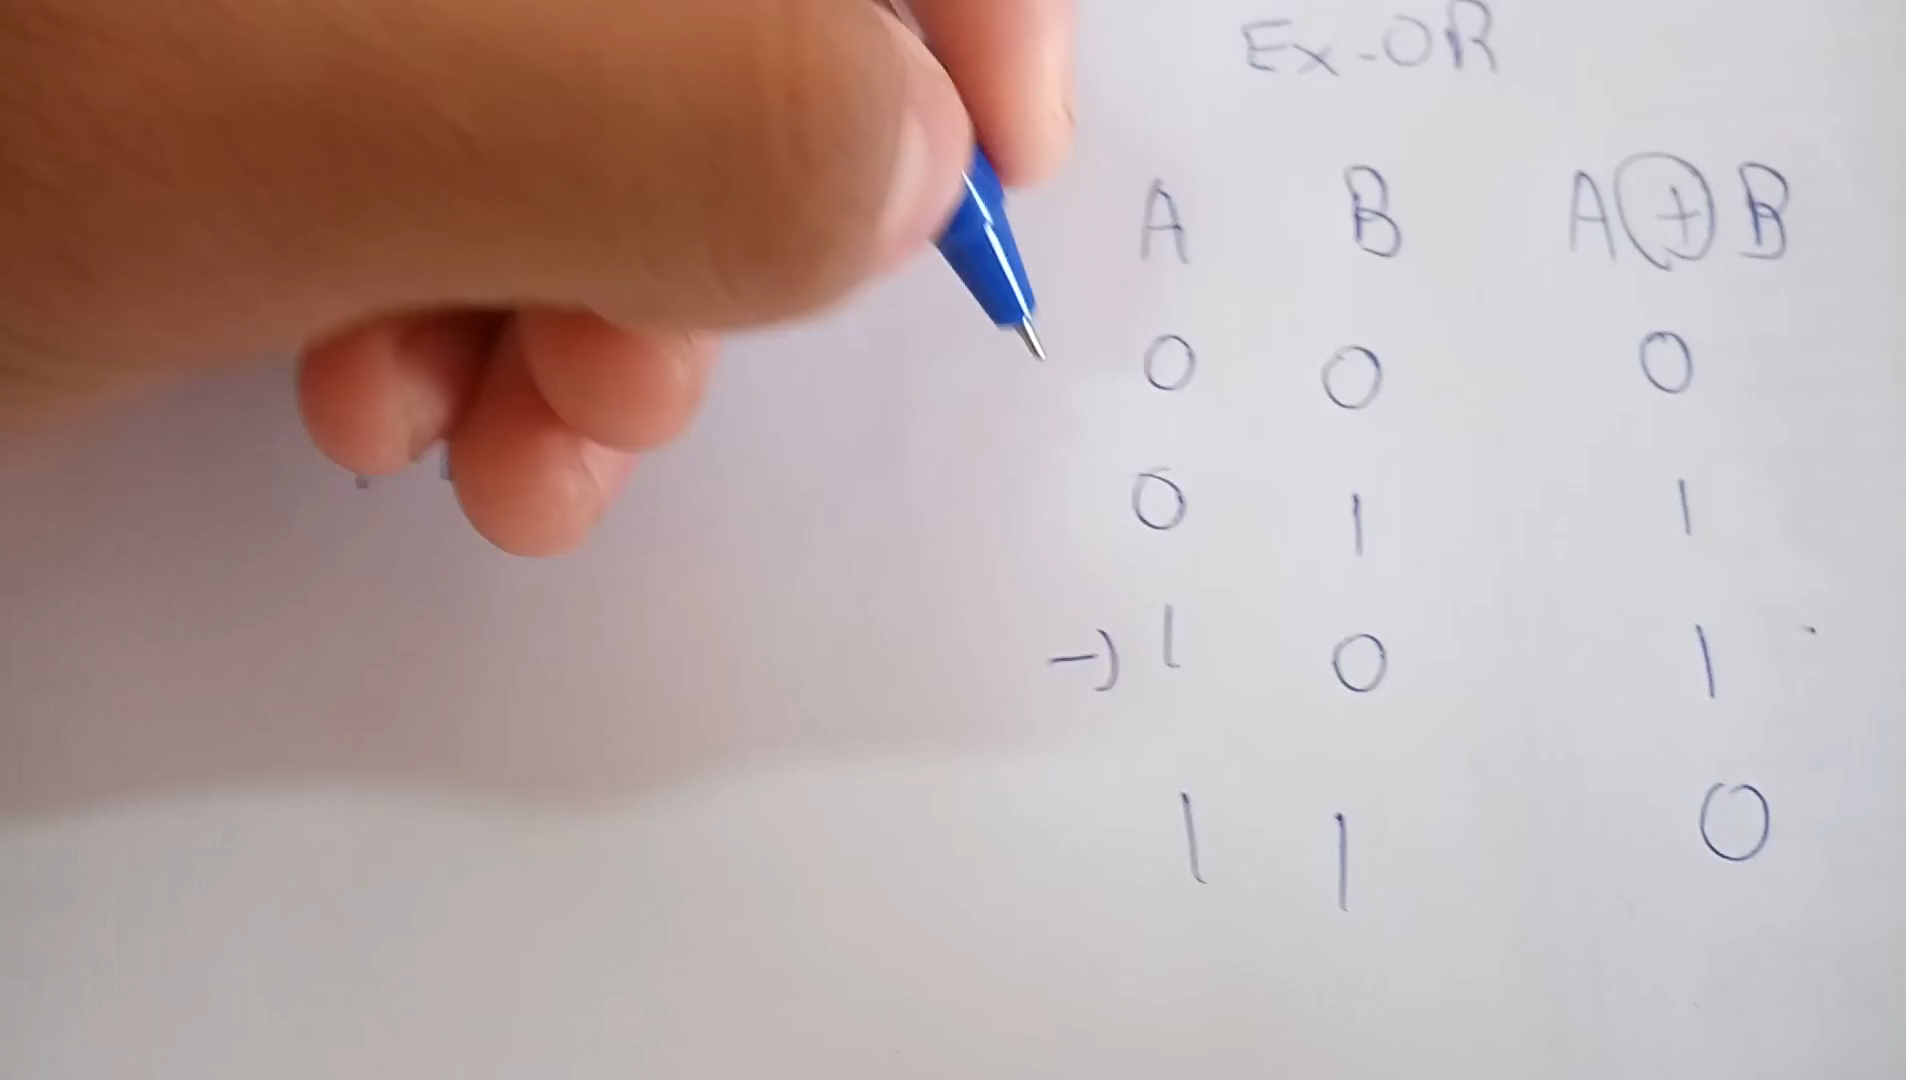 Ex-OR
A B A⊕B
0 0 0
0 1 1
→ 1 0 1
1 1 0